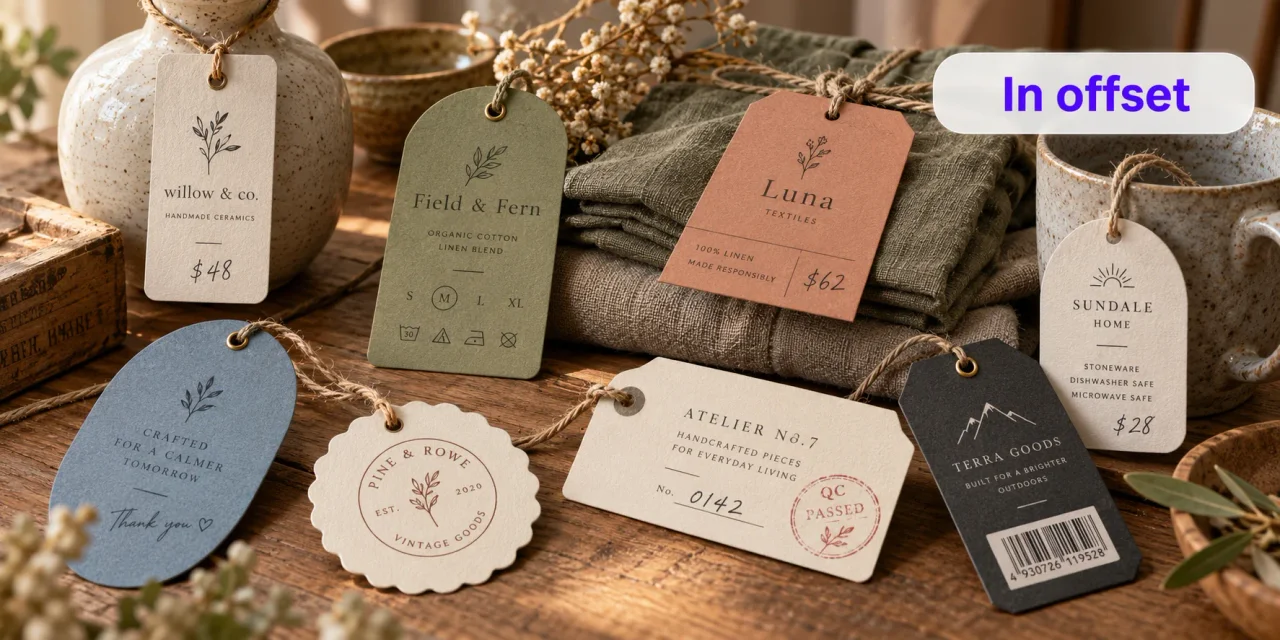 In offset
willow & co.
HANDMADE CERAMICS
$48
Field & Fern
ORGANIC COTTON
LINEN BLEND
S M L XL
30
Luna
TEXTILES
100% LINEN
MADE RESPONSIBLY
$62
SUNDALE
HOME
STONEWARE
DISHWASHER SAFE
MICROWAVE SAFE
$28
CRAFTED
FOR A CALMER
TOMORROW
Thank you ♡
PINE & ROWE
EST. 2020
VINTAGE GOODS
ATELIER No.7
HANDCRAFTED PIECES
FOR EVERYDAY LIVING
No. 0142
QC
PASSED
TERRA GOODS
BUILT FOR A BRIGHTER
OUTDOORS
4 930726 119528